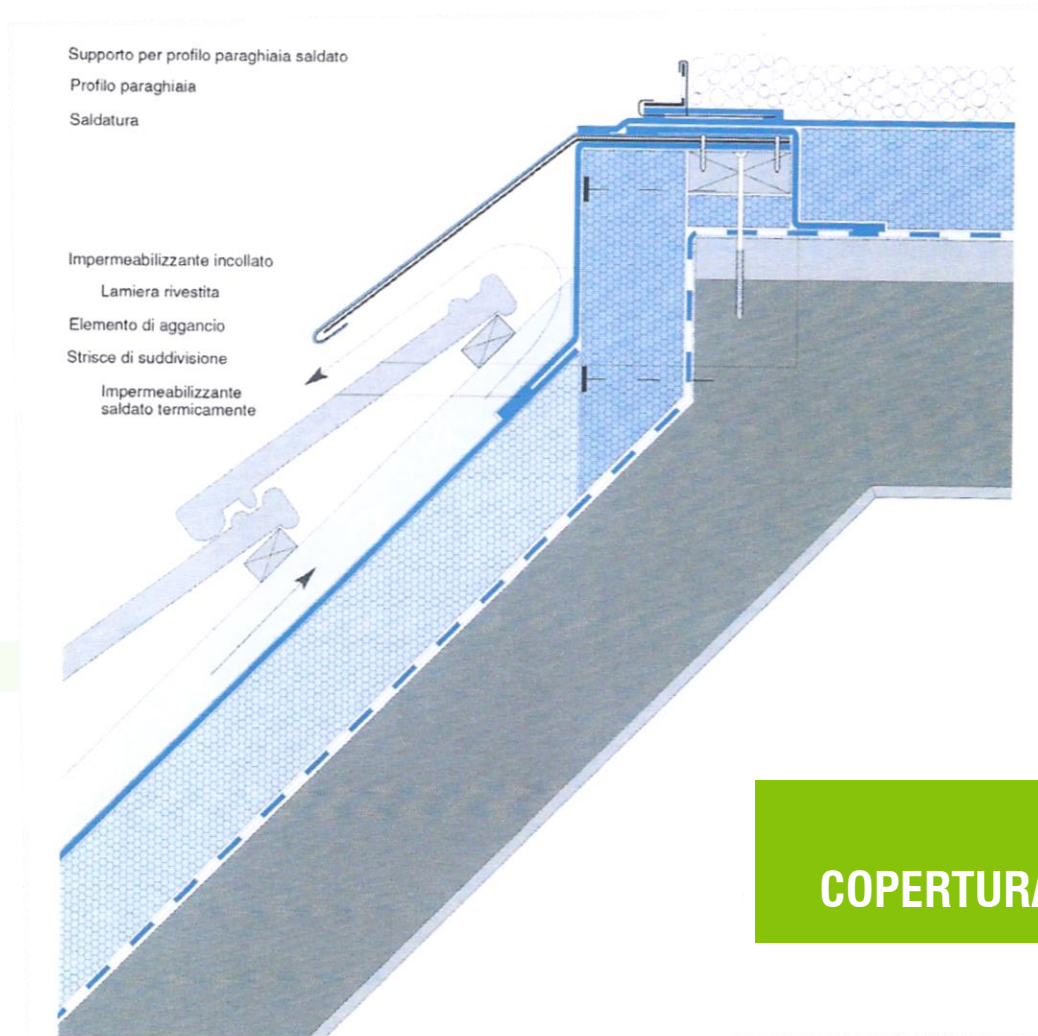 Supporto per profilo paraghiaia saldato
Profilo paraghiaia
Saldatura
Impermeabilizzante incollato
Lamiera rivestita
Elemento di aggancio
Strisce di suddivisione
Impermeabilizzante
saldato termicamente
COPERTURA